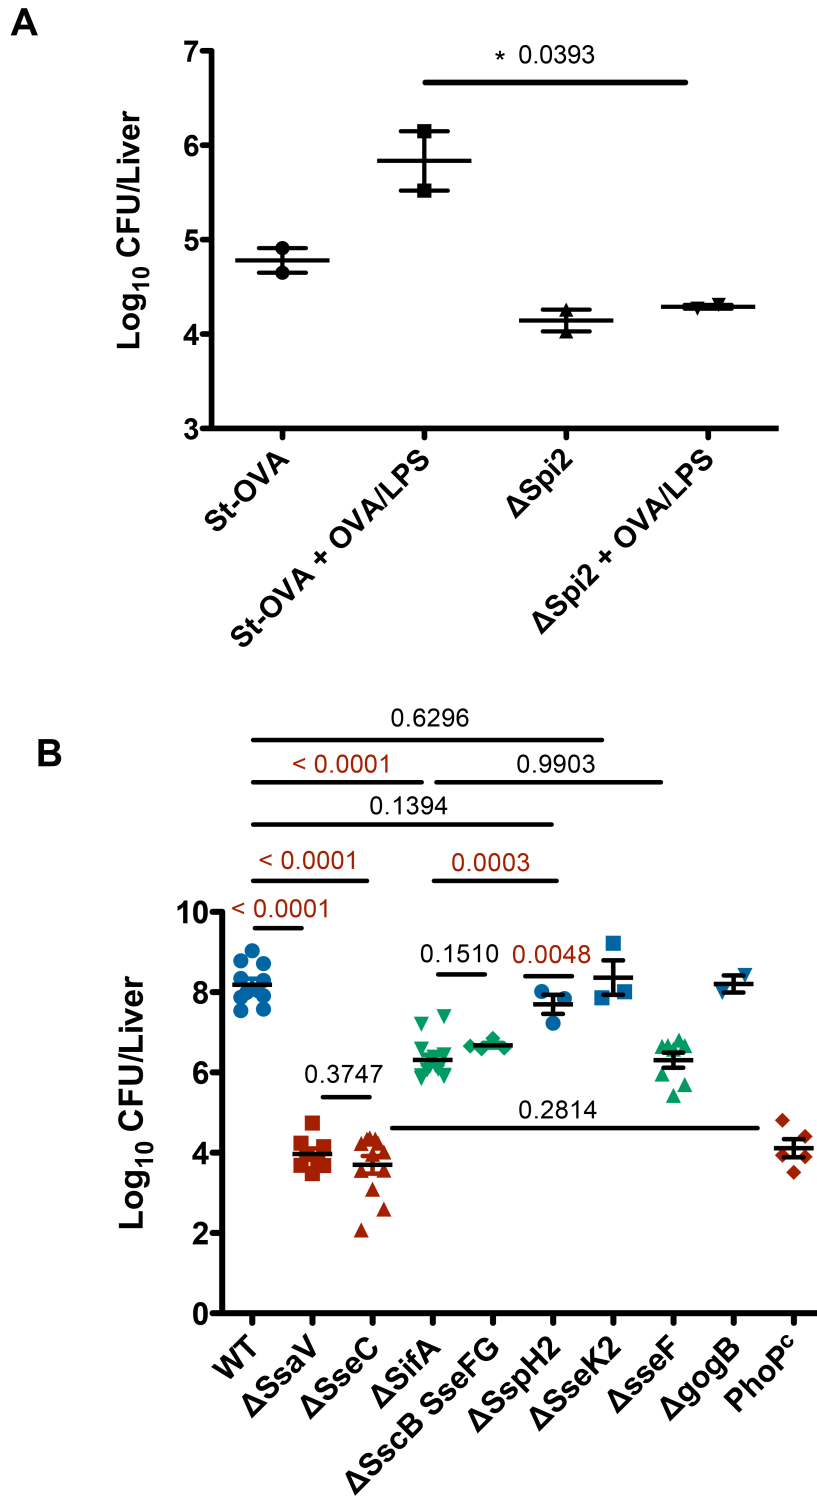 A
* 0.0393
7
6
5
4
3
Log10 CFU/Liver
St-OVA
St-OVA + OVA/LPS
ΔSpi2
ΔSpi2 + OVA/LPS
B
0.6296
< 0.0001
0.9903
0.1394
< 0.0001
0.0003
< 0.0001
0.1510
0.0048
0.3747
0.2814
10
8
6
4
2
0
Log10 CFU/Liver
WT
ΔSsaV
ΔSseC
ΔSifA
ΔSscB SseFG
ΔSspH2
ΔSseK2
ΔsseF
ΔgogB
PhoPc